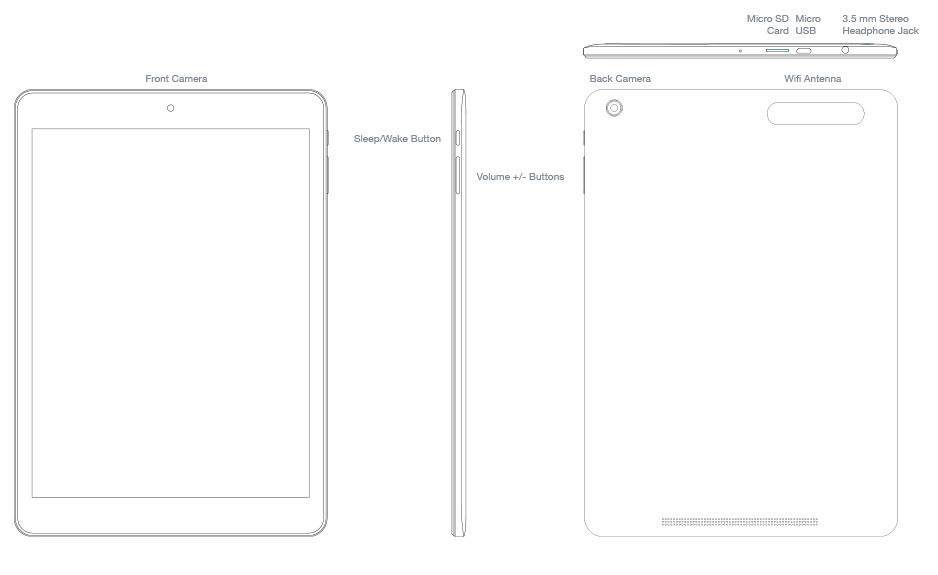 Micro SD Card
Micro USB
3.5 mm Stereo Headphone Jack
Front Camera
Back Camera
Wifi Antenna
Sleep/Wake Button
Volume +/- Buttons